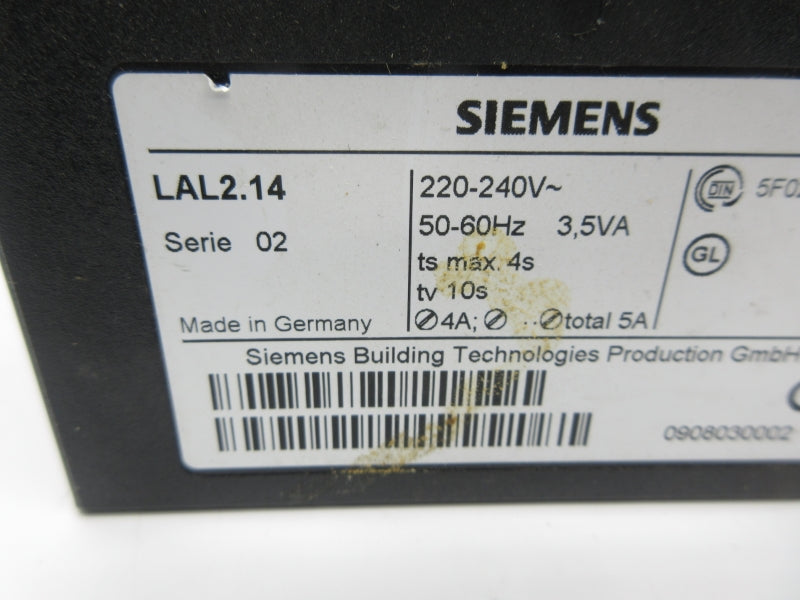 SIEMENS
LAL2.14
Serie 02
Made in Germany
220-240V~
50-60Hz 3,5VA
ts max. 4s
tv 10s
⊘4A; ⊘ ..⊘total 5A
DIN
GL
Siemens Building Technologies Production GmbH
0908030002